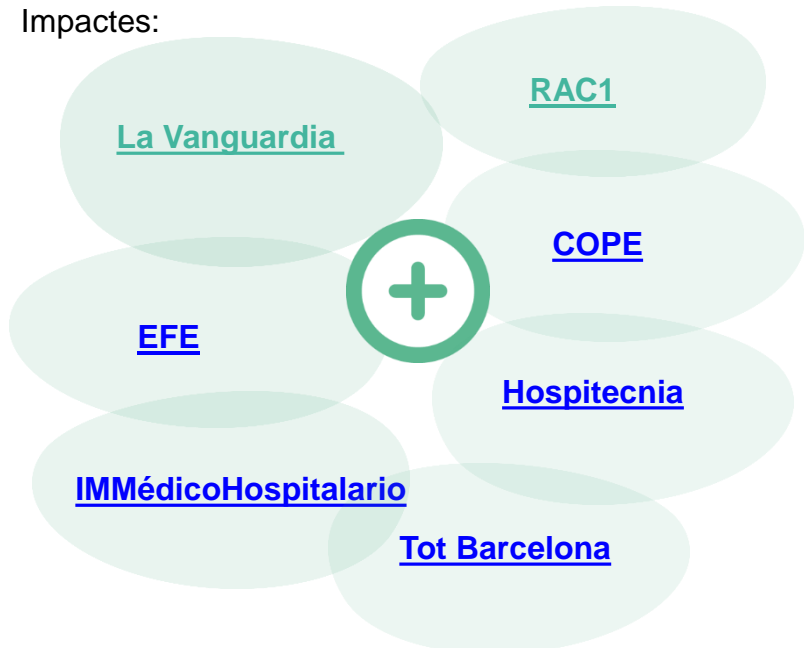 Impactes:
RAC1
La Vanguardia
COPE
EFE
Hospitecnia
IMMédicoHospitalario
Tot Barcelona